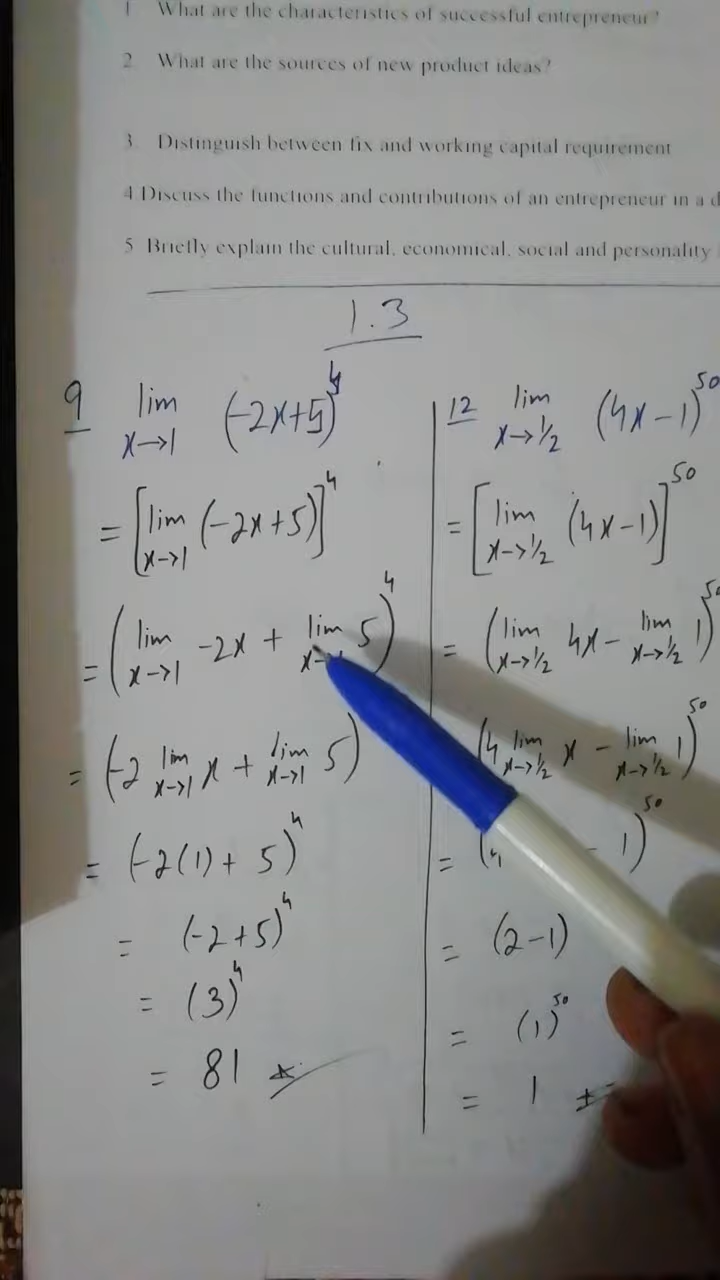 1 What are the characteristics of successful entrepreneur?
2 What are the sources of new product ideas?
3. Distinguish between fix and working capital requirement
4 Discuss the functions and contributions of an entrepreneur in a d
5 Briefly explain the cultural, economical, social and personality
1.3
9 lim x→1 (-2x+5)^4
= [lim x→1 (-2x+5)]^4
= (lim x→1 -2x + lim 5)^4
= (-2 lim x→1 x + lim x→1 5)
= (-2(1) + 5)^4
= (-2+5)^4
= (3)^4
= 81
12 lim x→1/2 (4x-1)^50
= [lim x→1/2 (4x-1)]^50
= (lim x→1/2 4x - lim x→1/2 1)^50
(4 lim x→1/2 x - lim x→1/2 1)^50
= (4 - 1)^50
= (2-1)
= (1)^50
= 1